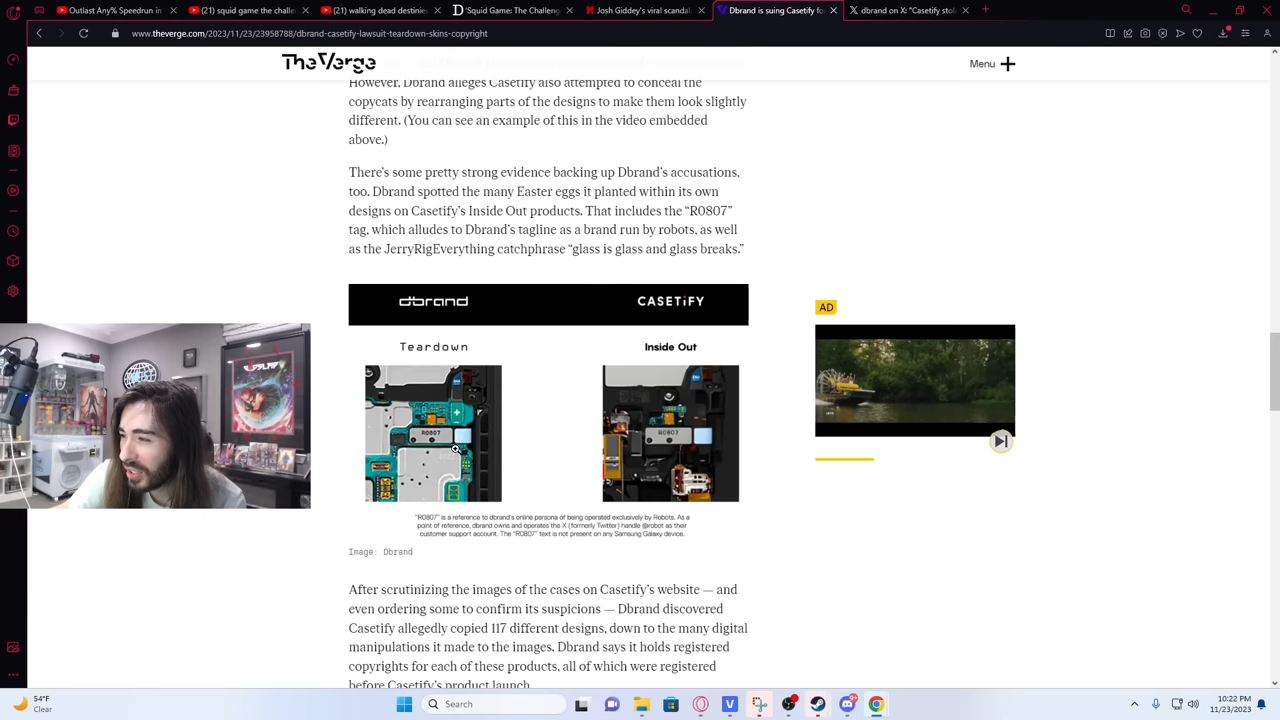 Outlast Any% Speedrun in
(21) squid game the challen
(21) squid game the challe
'Squid Game: The Challeng
Josh Giddey's viral scandal
Dbrand is suing Casetify fo
dbrand on X: "Casetify stol
www.theverge.com/2023/11/23/23958788/dbrand-casetify-lawsuit-teardown-skins-copyright
The Verge
Menu
However, Dbrand alleges Casetify also attempted to conceal the
copycats by rearranging parts of the designs to make them look slightly
different. (You can see an example of this in the video embedded
above.)
There's some pretty strong evidence backing up Dbrand's accusations,
too. Dbrand spotted the many Easter eggs it planted within its own
designs on Casetify's Inside Out products. That includes the "R0807"
tag, which alludes to Dbrand's tagline as a brand run by robots, as well
as the JerryRigEverything catchphrase "glass is glass and glass breaks."
dbrand
CASETiFY
Teardown
Inside Out
R0807
R0807
"R0807" is a reference to dbrand's online persona of being operated exclusively by Robots. As a
point of reference, dbrand owns and operates the X (formerly Twitter) handle @robot as their
customer support account. The "R0807" text is not present on any Samsung Galaxy device.
Image: Dbrand
AD
After scrutinizing the images of the cases on Casetify's website — and
even ordering some to confirm its suspicions — Dbrand discovered
Casetify allegedly copied 117 different designs, down to the many digital
manipulations it made to the images. Dbrand says it holds registered
copyrights for each of these products, all of which were registered
before Casetify's product launch.
54°F
Clear
Search
10:22 PM
11/23/2023